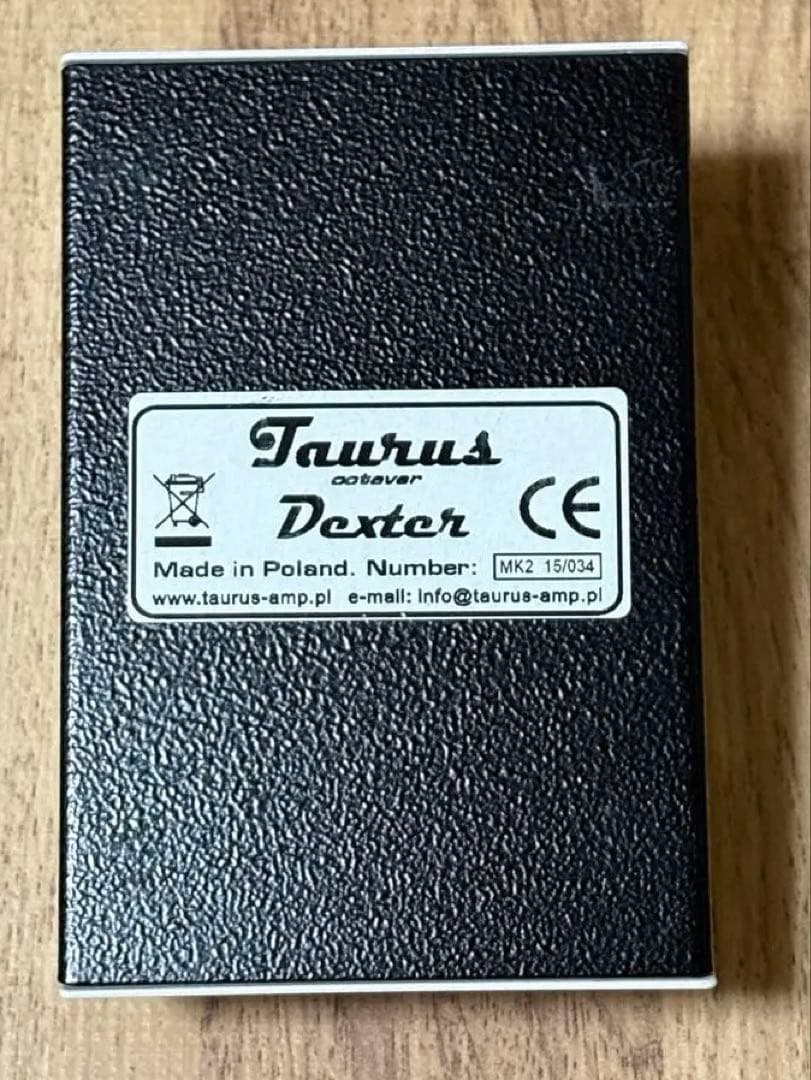 Taurus
octaver
Dexter
CE
Made in Poland. Number: MK2 15/034
www.taurus-amp.pl e-mail: info@taurus-amp.pl